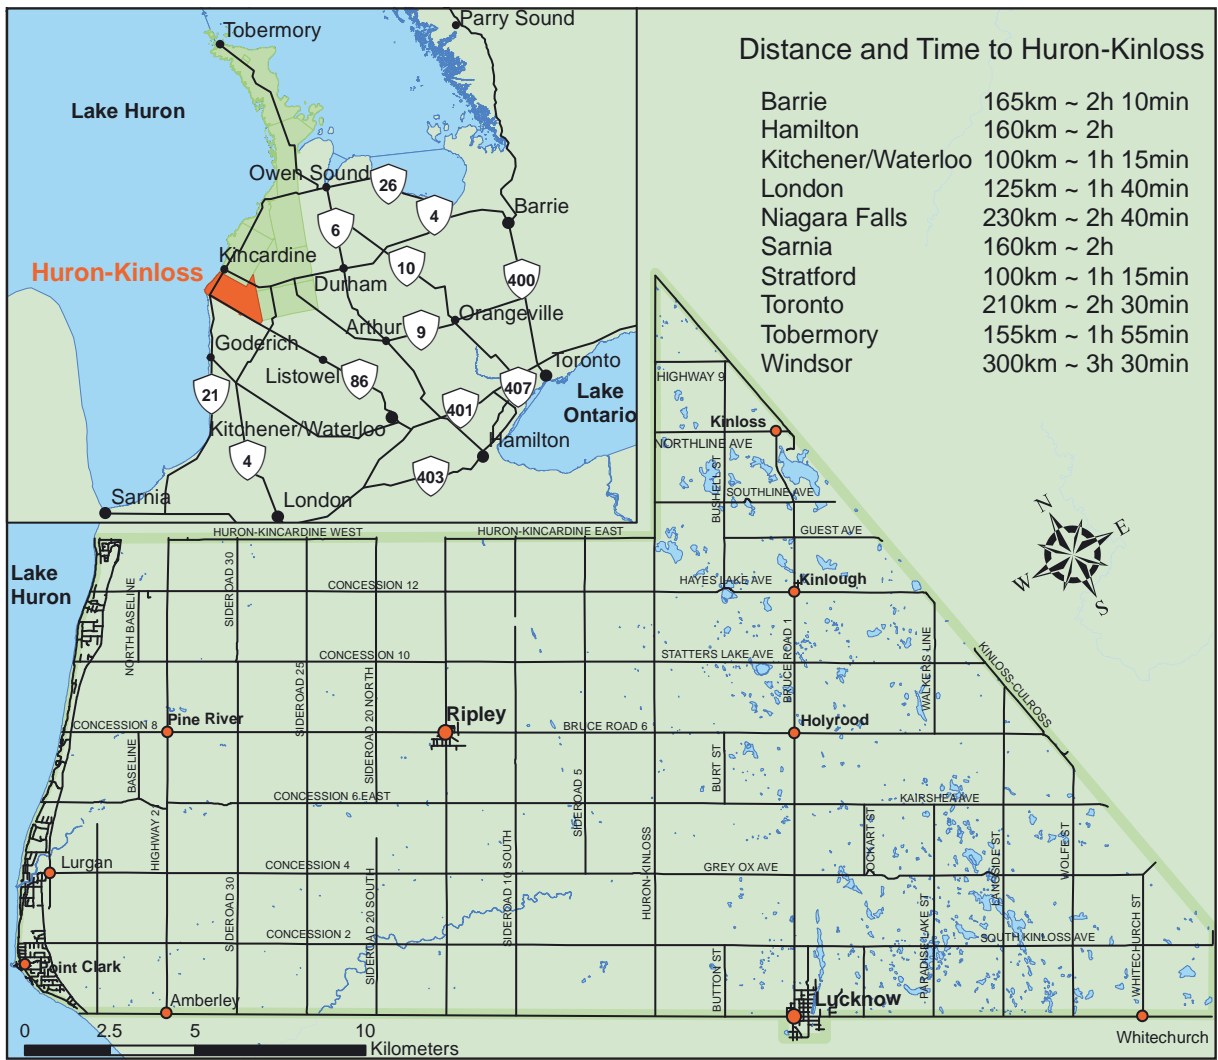 Parry Sound
Tobermory
Lake Huron
Owen Sound
26
4
6
Barrie
Kincardine
10
Huron-Kinloss
Durham
400
Arthur
9
Orangeville
Goderich
Toronto
Listowel
86
407
21
Lake
Ontario
401
Kitchener/Waterloo
Hamilton
4
403
Sarnia
London
Distance and Time to Huron-Kinloss
Barrie 165km ~ 2h 10min
Hamilton 160km ~ 2h
Kitchener/Waterloo 100km ~ 1h 15min
London 125km ~ 1h 40min
Niagara Falls 230km ~ 2h 40min
Sarnia 160km ~ 2h
Stratford 100km ~ 1h 15min
Toronto 210km ~ 2h 30min
Tobermory 155km ~ 1h 55min
Windsor 300km ~ 3h 30min
HIGHWAY 9
Kinloss
NORTHLINE AVE
BUSHELL ST
SOUTHLINE AVE
HURON-KINCARDINE WEST
HURON-KINCARDINE EAST
GUEST AVE
N
E
W
S
Lake
Huron
CONCESSION 12
HAYES LAKE AVE
Kinlough
NORTH BASELINE
SIDEROAD 30
CONCESSION 10
STATTERS LAKE AVE
BRUCE ROAD 1
WALKERS LINE
KINLOSS-CULROSS
SIDEROAD 25
SIDEROAD 20 NORTH
CONCESSION 8
Pine River
Ripley
BRUCE ROAD 6
Holyrood
BASELINE
BURT ST
CONCESSION 6 EAST
KAIRSHEA AVE
HIGHWAY 21
SIDEROAD 5
Lurgan
CONCESSION 4
SIDEROAD 10 SOUTH
HURON-KINLOSS
GREY OX AVE
LANGSIDE ST
WOLFE ST
SIDEROAD 30
SIDEROAD 20 SOUTH
CONCESSION 2
SOUTH KINLOSS AVE
PARADISE LAKE ST
WHITECHURCH ST
BUTTON ST
Point Clark
Amberley
Lucknow
Whitechurch
0 2.5 5 10
Kilometers